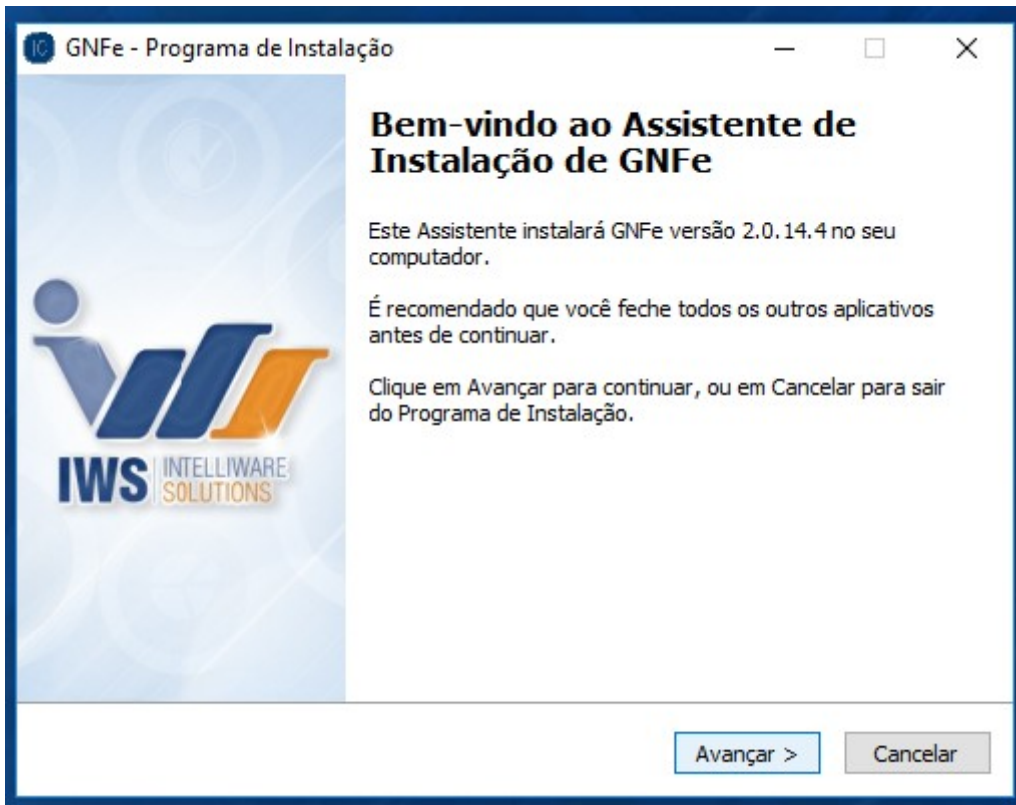 GNFe - Programa de Instalação
Bem-vindo ao Assistente de
Instalação de GNFe
Este Assistente instalará GNFe versão 2.0.14.4 no seu
computador.
É recomendado que você feche todos os outros aplicativos
antes de continuar.
Clique em Avançar para continuar, ou em Cancelar para sair
do Programa de Instalação.
IWS INTELLIWARE
SOLUTIONS
Avançar >
Cancelar